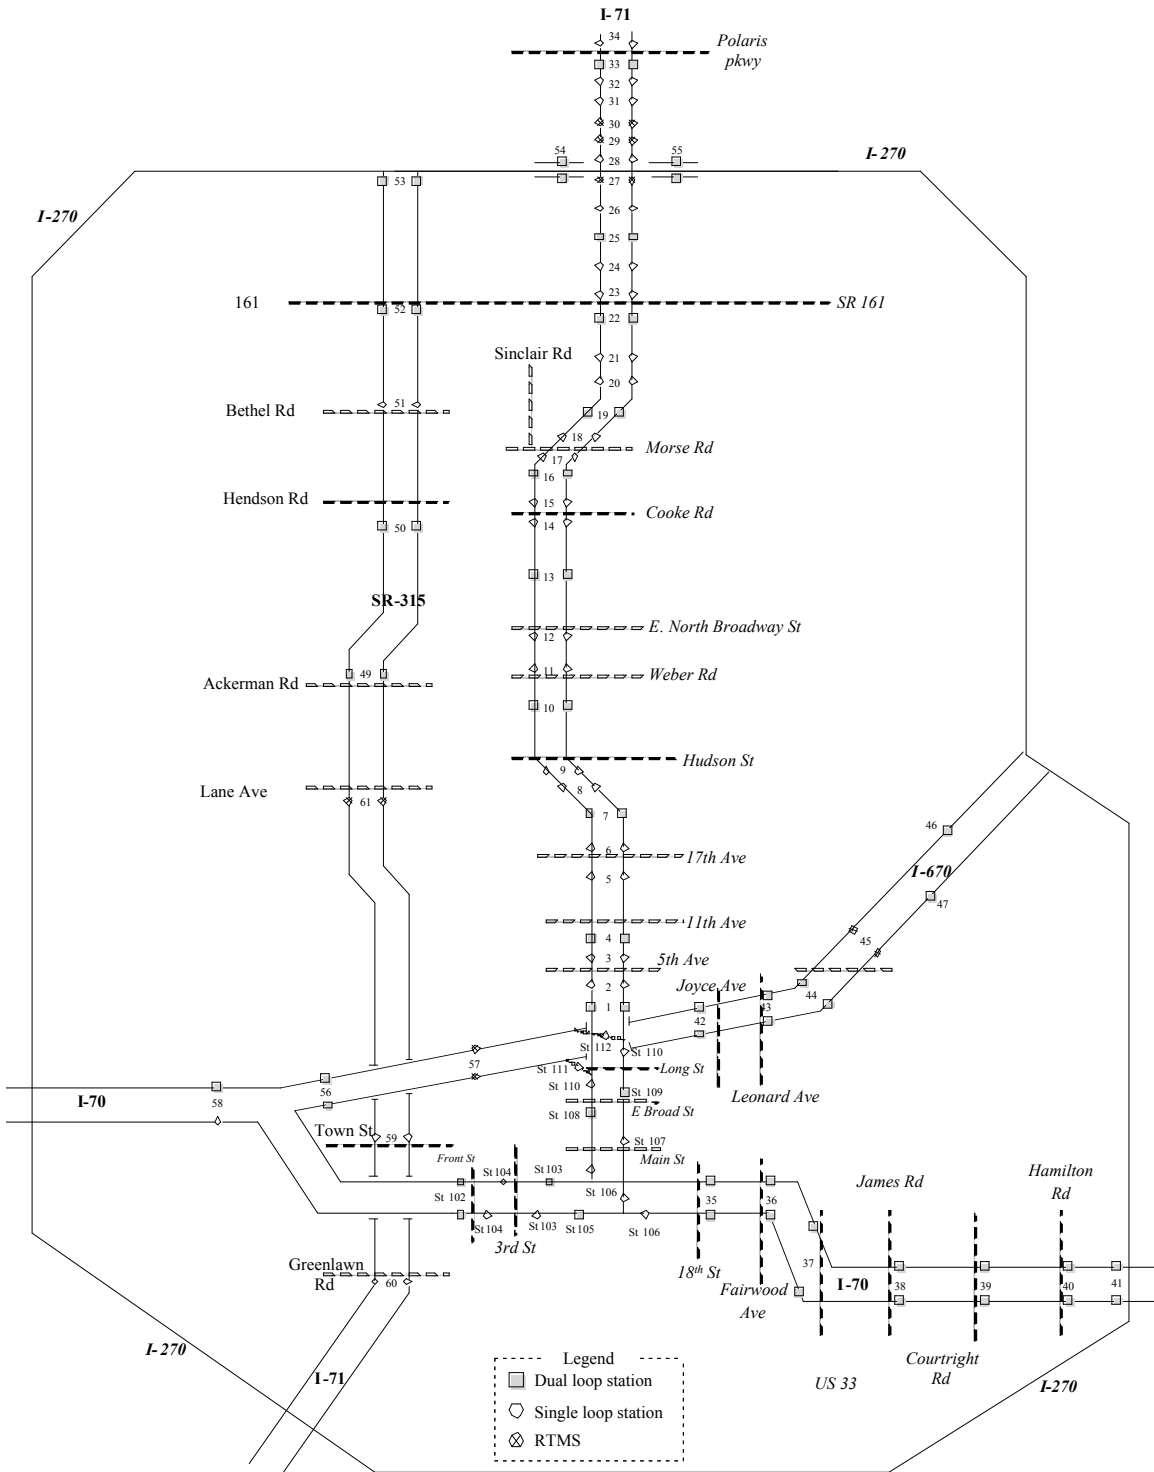 I-71
34
Polaris
pkwy
33
32
31
30
29
54
55
28
I-270
53
27
I-270
26
25
24
23
161
SR 161
52
22
Sinclair Rd
21
20
51
19
Bethel Rd
18
Morse Rd
17
16
Hendson Rd
15
Cooke Rd
50
14
13
SR-315
E. North Broadway St
12
49
11
Weber Rd
Ackerman Rd
10
Hudson St
9
Lane Ave
8
61
7
46
6
17th Ave
I-670
5
47
11th Ave
4
45
3
5th Ave
2
Joyce Ave
44
1
43
42
St 112
St 110
57
St 111
Long St
St 110
56
I-70
58
St 109
Leonard Ave
St 108
E Broad St
Town St
59
St 107
Front St
Main St
St 104
St 103
James Rd
Hamilton
Rd
St 102
St 106
35
36
St 104
St 103
St 105
St 106
3rd St
Greenlawn
Rd
18th St
37
60
I-70
38
39
40
41
Fairwood
Ave
I-270
Courtright
Rd
I-71
US 33
I-270
Legend
Dual loop station
Single loop station
RTMS